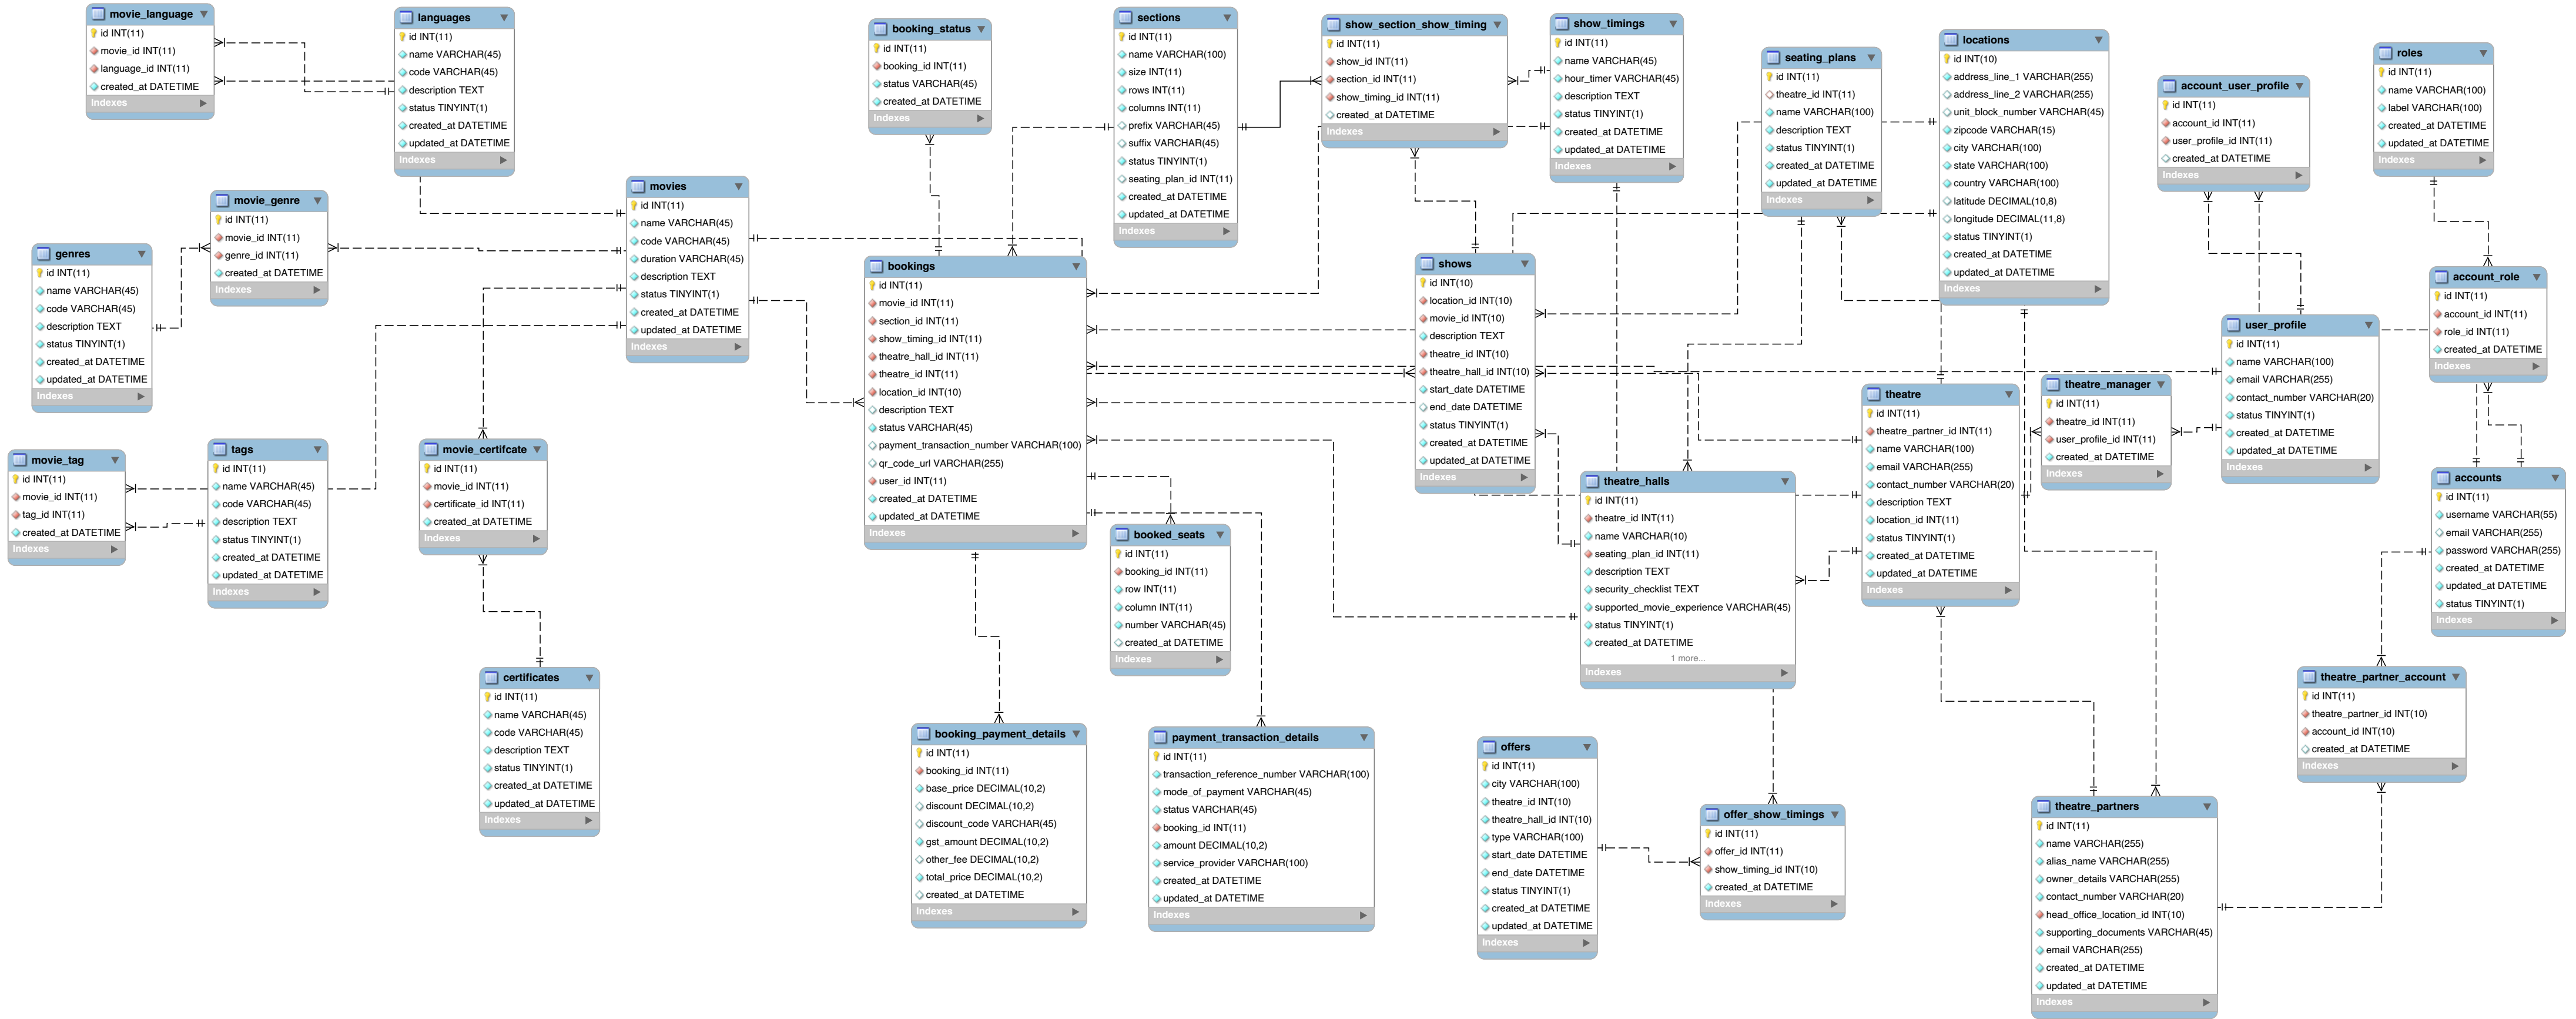 movie_language
id INT(11)
movie_id INT(11)
language_id INT(11)
created_at DATETIME
Indexes
languages
id INT(11)
name VARCHAR(45)
code VARCHAR(45)
description TEXT
status TINYINT(1)
created_at DATETIME
updated_at DATETIME
Indexes
booking_status
id INT(11)
booking_id INT(11)
status VARCHAR(45)
created_at DATETIME
Indexes
sections
id INT(11)
name VARCHAR(100)
size INT(11)
rows INT(11)
columns INT(11)
prefix VARCHAR(45)
suffix VARCHAR(45)
status TINYINT(1)
seating_plan_id INT(11)
created_at DATETIME
updated_at DATETIME
Indexes
show_section_show_timing
id INT(11)
show_id INT(11)
section_id INT(11)
show_timing_id INT(11)
created_at DATETIME
Indexes
show_timings
id INT(11)
name VARCHAR(45)
hour_timer VARCHAR(45)
description TEXT
status TINYINT(1)
created_at DATETIME
updated_at DATETIME
Indexes
seating_plans
id INT(11)
theatre_id INT(11)
name VARCHAR(100)
description TEXT
status TINYINT(1)
created_at DATETIME
updated_at DATETIME
Indexes
locations
id INT(10)
address_line_1 VARCHAR(255)
address_line_2 VARCHAR(255)
unit_block_number VARCHAR(45)
zipcode VARCHAR(15)
city VARCHAR(100)
state VARCHAR(100)
country VARCHAR(100)
latitude DECIMAL(10,8)
longitude DECIMAL(11,8)
status TINYINT(1)
created_at DATETIME
updated_at DATETIME
Indexes
account_user_profile
id INT(11)
account_id INT(11)
user_profile_id INT(11)
created_at DATETIME
Indexes
roles
id INT(11)
name VARCHAR(100)
label VARCHAR(100)
created_at DATETIME
updated_at DATETIME
Indexes
genres
id INT(11)
name VARCHAR(45)
code VARCHAR(45)
description TEXT
status TINYINT(1)
created_at DATETIME
updated_at DATETIME
Indexes
movie_genre
id INT(11)
movie_id INT(11)
genre_id INT(11)
created_at DATETIME
Indexes
movies
id INT(11)
name VARCHAR(45)
code VARCHAR(45)
duration VARCHAR(45)
description TEXT
status TINYINT(1)
created_at DATETIME
updated_at DATETIME
Indexes
bookings
id INT(11)
movie_id INT(11)
section_id INT(11)
show_timing_id INT(11)
theatre_hall_id INT(11)
theatre_id INT(11)
location_id INT(10)
description TEXT
status VARCHAR(45)
payment_transaction_number VARCHAR(100)
qr_code_url VARCHAR(255)
user_id INT(11)
created_at DATETIME
updated_at DATETIME
Indexes
shows
id INT(10)
location_id INT(10)
movie_id INT(10)
description TEXT
theatre_id INT(10)
theatre_hall_id INT(10)
start_date DATETIME
end_date DATETIME
status TINYINT(1)
created_at DATETIME
updated_at DATETIME
Indexes
user_profile
id INT(11)
name VARCHAR(100)
email VARCHAR(255)
contact_number VARCHAR(20)
status TINYINT(1)
created_at DATETIME
updated_at DATETIME
Indexes
account_role
id INT(11)
account_id INT(11)
role_id INT(11)
created_at DATETIME
Indexes
movie_tag
id INT(11)
movie_id INT(11)
tag_id INT(11)
created_at DATETIME
Indexes
tags
id INT(11)
name VARCHAR(45)
code VARCHAR(45)
description TEXT
status TINYINT(1)
created_at DATETIME
updated_at DATETIME
Indexes
movie_certifcate
id INT(11)
movie_id INT(11)
certificate_id INT(11)
created_at DATETIME
Indexes
booked_seats
id INT(11)
booking_id INT(11)
row INT(11)
column INT(11)
number VARCHAR(45)
created_at DATETIME
Indexes
theatre_halls
id INT(11)
theatre_id INT(11)
name VARCHAR(10)
seating_plan_id INT(11)
description TEXT
security_checklist TEXT
supported_movie_experience VARCHAR(45)
status TINYINT(1)
created_at DATETIME
1 more...
Indexes
theatre
id INT(11)
theatre_partner_id INT(11)
name VARCHAR(100)
email VARCHAR(255)
contact_number VARCHAR(20)
description TEXT
location_id INT(11)
status TINYINT(1)
created_at DATETIME
updated_at DATETIME
Indexes
theatre_manager
id INT(11)
theatre_id INT(11)
user_profile_id INT(11)
created_at DATETIME
Indexes
accounts
id INT(11)
username VARCHAR(55)
email VARCHAR(255)
password VARCHAR(255)
created_at DATETIME
updated_at DATETIME
status TINYINT(1)
Indexes
certificates
id INT(11)
name VARCHAR(45)
code VARCHAR(45)
description TEXT
status TINYINT(1)
created_at DATETIME
updated_at DATETIME
Indexes
booking_payment_details
id INT(11)
booking_id INT(11)
base_price DECIMAL(10,2)
discount DECIMAL(10,2)
discount_code VARCHAR(45)
gst_amount DECIMAL(10,2)
other_fee DECIMAL(10,2)
total_price DECIMAL(10,2)
created_at DATETIME
Indexes
payment_transaction_details
id INT(11)
transaction_reference_number VARCHAR(100)
mode_of_payment VARCHAR(45)
status VARCHAR(45)
booking_id INT(11)
amount DECIMAL(10,2)
service_provider VARCHAR(100)
created_at DATETIME
updated_at DATETIME
Indexes
offers
id INT(11)
city VARCHAR(100)
theatre_id INT(10)
theatre_hall_id INT(10)
type VARCHAR(100)
start_date DATETIME
end_date DATETIME
status TINYINT(1)
created_at DATETIME
updated_at DATETIME
Indexes
offer_show_timings
id INT(11)
offer_id INT(11)
show_timing_id INT(10)
created_at DATETIME
Indexes
theatre_partner_account
id INT(11)
theatre_partner_id INT(10)
account_id INT(10)
created_at DATETIME
Indexes
theatre_partners
id INT(11)
name VARCHAR(255)
alias_name VARCHAR(255)
owner_details VARCHAR(255)
contact_number VARCHAR(20)
head_office_location_id INT(10)
supporting_documents VARCHAR(45)
email VARCHAR(255)
created_at DATETIME
updated_at DATETIME
Indexes